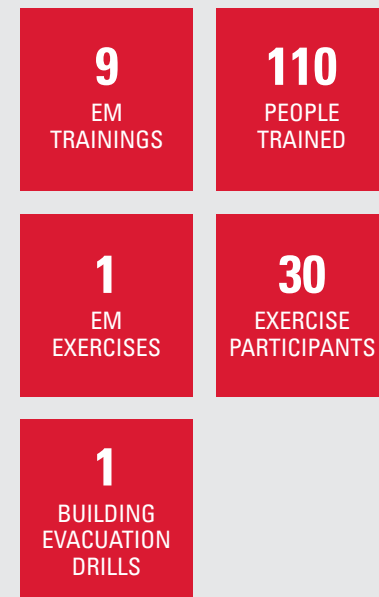 9
EM
TRAININGS
110
PEOPLE
TRAINED
1
EM
EXERCISES
30
EXERCISE
PARTICIPANTS
1
BUILDING
EVACUATION
DRILLS